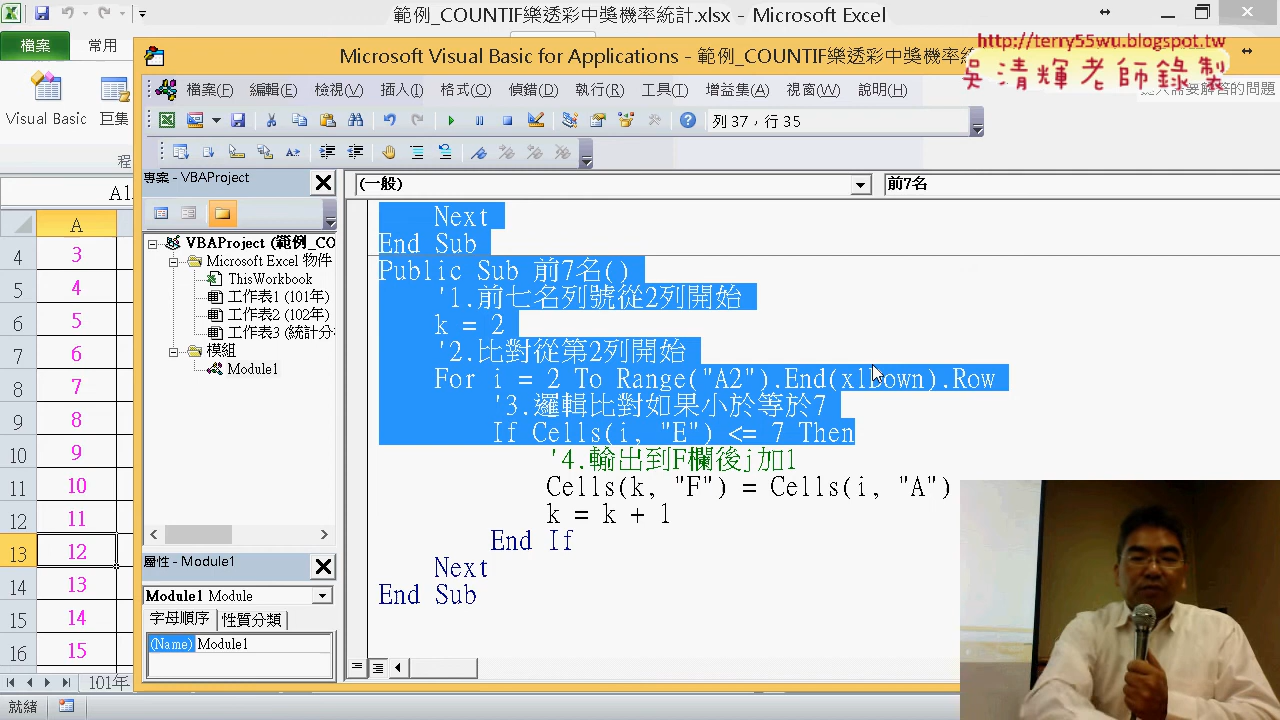 範例_COUNTIF樂透彩中獎機率統計.xlsx - Microsoft Excel
檔案
常用
Visual Basic
巨集
Microsoft Visual Basic for Applications - 範例_COUNTIF樂透彩中獎機率統
http://terry55wu.blogspot.tw
吳清輝老師錄製
需要解答的問題
檔案(F) 編輯(E) 檢視(V) 插入(I) 格式(O) 偵錯(D) 執行(R) 工具(T) 增益集(A) 視窗(W) 說明(H)
列 37，行 35
專案 - VBAProject
(一般)
前7名
VBAProject (範例_CO
Microsoft Excel 物件
ThisWorkbook
工作表1 (101年)
工作表2 (102年)
工作表3 (統計分
模組
Module1
屬性 - Module1
Module1 Module
字母順序
性質分類
(Name) Module1
Next
End Sub
Public Sub 前7名()
'1.前七名列號從2列開始
k = 2
'2.比對從第2列開始
For i = 2 To Range("A2").End(xlDown).Row
'3.邏輯比對如果小於等於7
If Cells(i, "E") <= 7 Then
'4.輸出到F欄後j加1
Cells(k, "F") = Cells(i, "A")
k = k + 1
End If
Next
End Sub
A1
A
4 3
5 4
6 5
7 6
8 7
9 8
10 9
11 10
12 11
13 12
14 13
15 14
16 15
101年
就緒